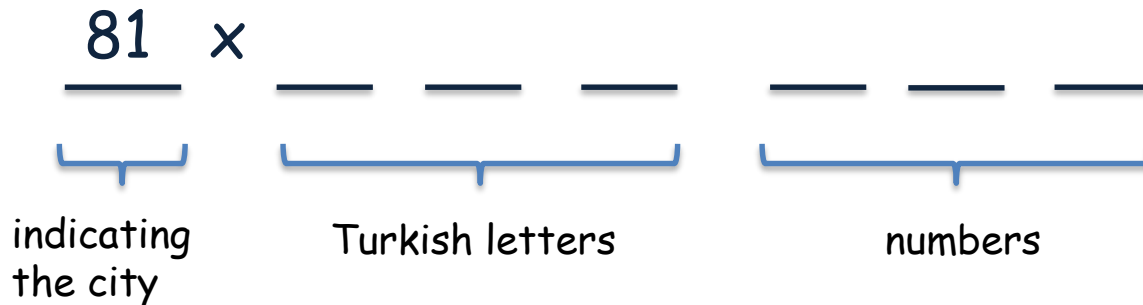 81 x
indicating
the city
Turkish letters
numbers